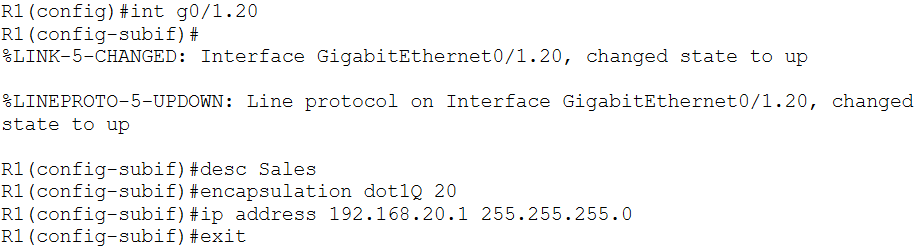 R1(config)#int g0/1.20
R1(config-subif)#
%LINK-5-CHANGED: Interface GigabitEthernet0/1.20, changed state to up
%LINEPROTO-5-UPDOWN: Line protocol on Interface GigabitEthernet0/1.20, changed
state to up
R1(config-subif)#desc Sales
R1(config-subif)#encapsulation dot1Q 20
R1(config-subif)#ip address 192.168.20.1 255.255.255.0
R1(config-subif)#exit